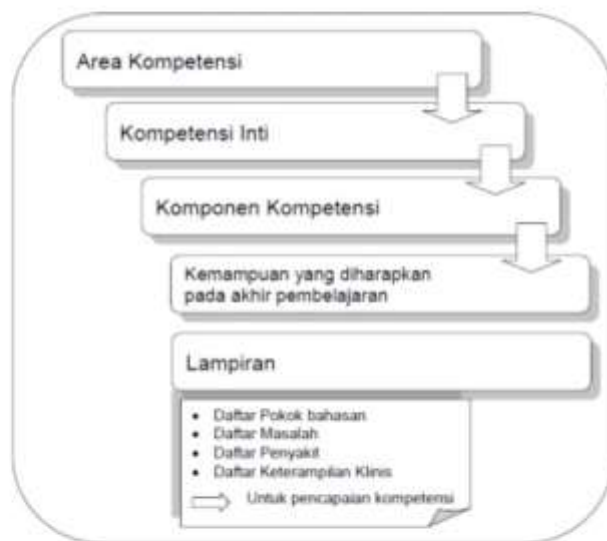 Area Kompetensi
Kompetensi Inti
Komponen Kompetensi
Kemampuan yang diharapkan
pada akhir pembelajaran
Lampiran
• Daftar Pokok bahasan
• Daftar Masalah
• Daftar Penyakit
• Daftar Keterampilan Klinis
Untuk pencapaian kompetensi